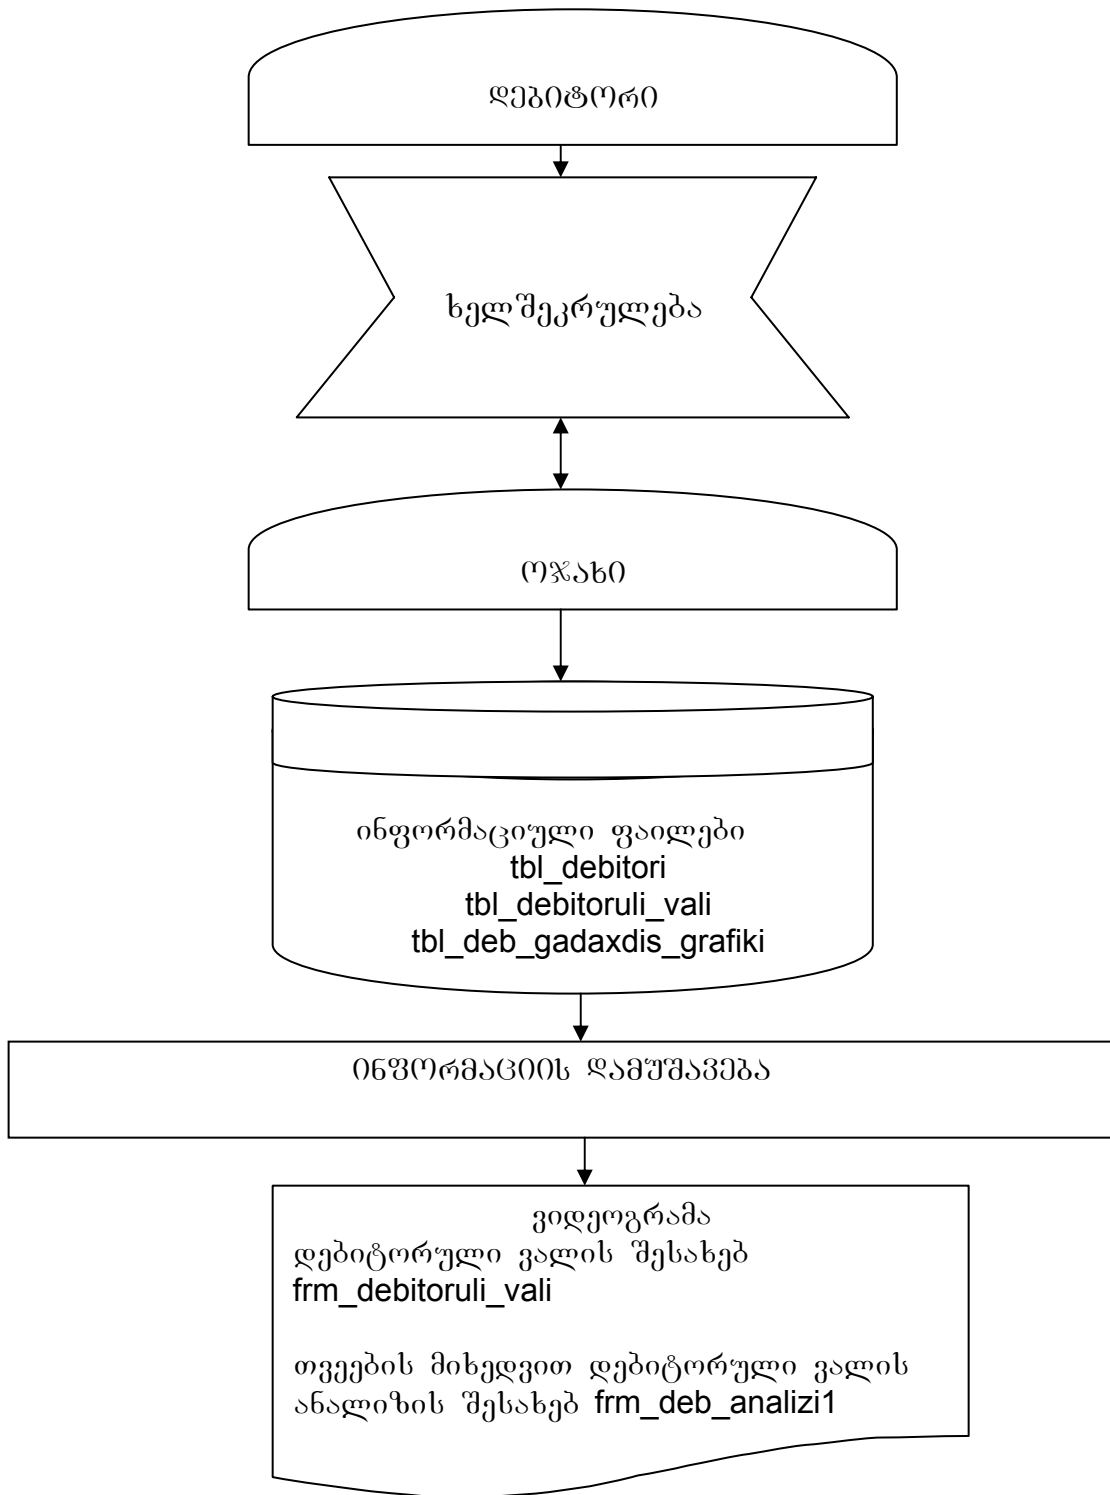 დებიტორი
ხელშეკრულება
ოჯახი
ინფორმაციული ფაილები
tbl_debitori
tbl_debitoruli_vali
tbl_deb_gadaxdis_grafiki
ინფორმაციის დამუშავება
ვიდეოგრამა
დებიტორული ვალის შესახებ
frm_debitoruli_vali
თვეების მიხედვით დებიტორული ვალის
ანალიზის შესახებ frm_deb_analizi1